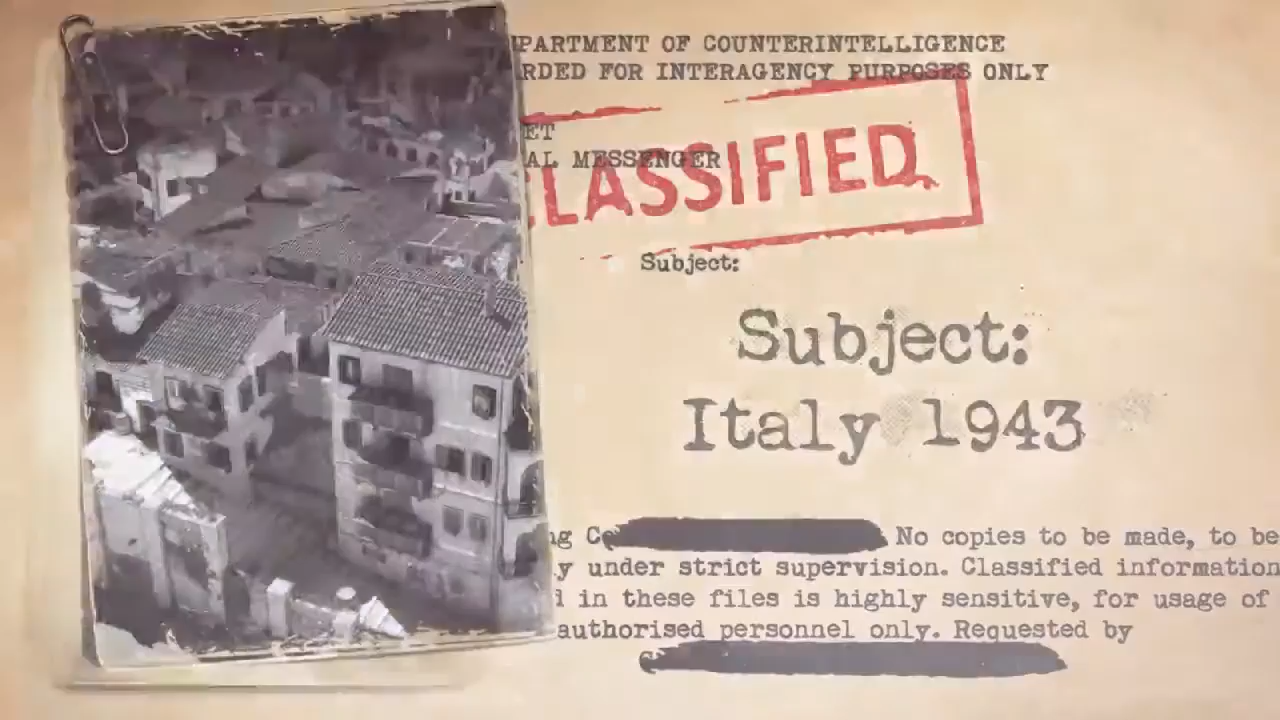 PARTMENT OF COUNTERINTELLIGENCE
RDED FOR INTERAGENCY PURPOSES ONLY
ET
AL MESSENGER
CLASSIFIED
Subject:
Subject:
Italy 1943
ng Co No copies to be made, to be
y under strict supervision. Classified information
d in these files is highly sensitive, for usage of
authorised personnel only. Requested by